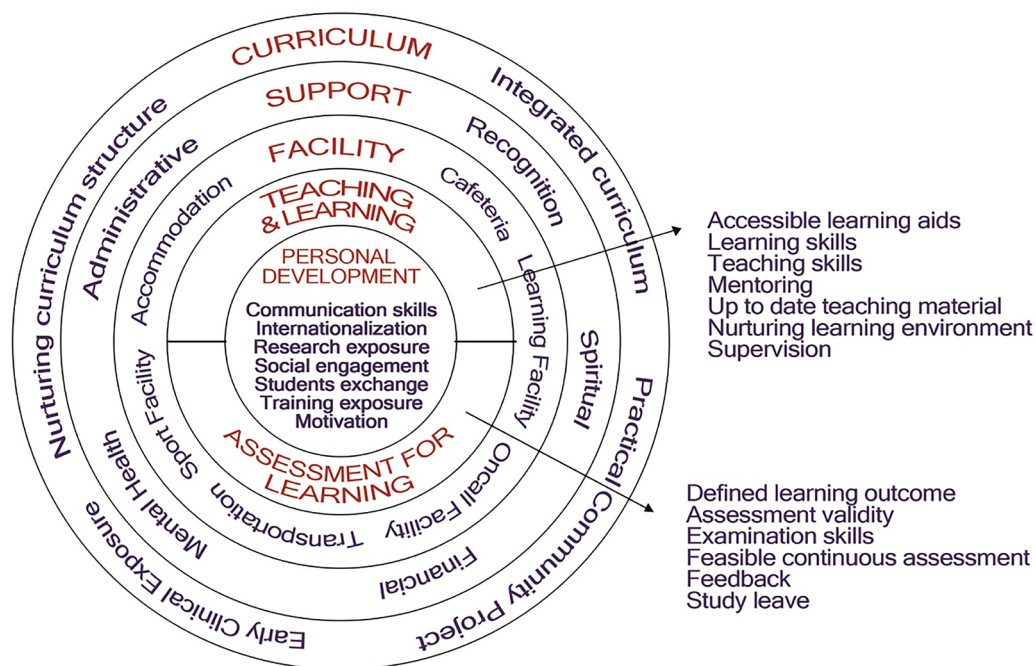 CURRICULUM
Integrated curriculum
Practical Community Project
Early Clinical Exposure
Nurturing curriculum structure
SUPPORT
Recognition
Spiritual
Financial
Mental Health
Administrative
FACILITY
Cafeteria
Learning Facility
Oncall Facility
Transportation
Sport Facility
Accommodation
TEACHING
& LEARNING
PERSONAL
DEVELOPMENT
Communication skills
Internationalization
Research exposure
Social engagement
Students exchange
Training exposure
Motivation
ASSESSMENT FOR
LEARNING
Accessible learning aids
Learning skills
Teaching skills
Mentoring
Up to date teaching material
Nurturing learning environment
Supervision
Defined learning outcome
Assessment validity
Examination skills
Feasible continuous assessment
Feedback
Study leave